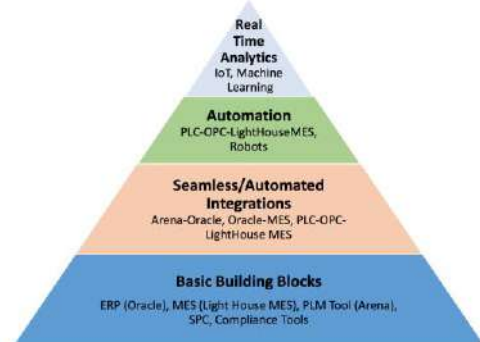 Real
Time
Analytics
IoT, Machine
Learning
Automation
PLC-OPC-LightHouseMES,
Robots
Seamless/Automated
Integrations
Arena-Oracle, Oracle-MES, PLC-OPC-
LightHouse MES
Basic Building Blocks
ERP (Oracle), MES (Light House MES), PLM Tool (Arena),
SPC, Compliance Tools